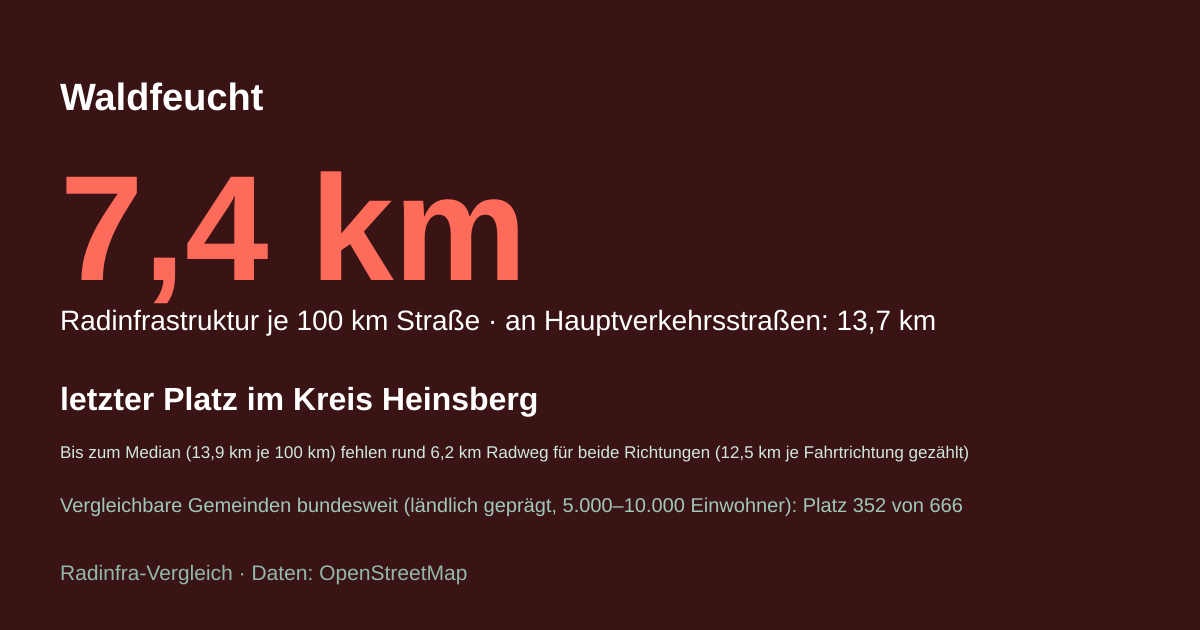 Waldfeucht
7,4 km
Radinfrastruktur je 100 km Straße · an Hauptverkehrsstraßen: 13,7 km
letzter Platz im Kreis Heinsberg
Bis zum Median (13,9 km je 100 km) fehlen rund 6,2 km Radweg für beide Richtungen (12,5 km je Fahrtrichtung gezählt)
Vergleichbare Gemeinden bundesweit (ländlich geprägt, 5.000–10.000 Einwohner): Platz 352 von 666
Radinfra-Vergleich · Daten: OpenStreetMap